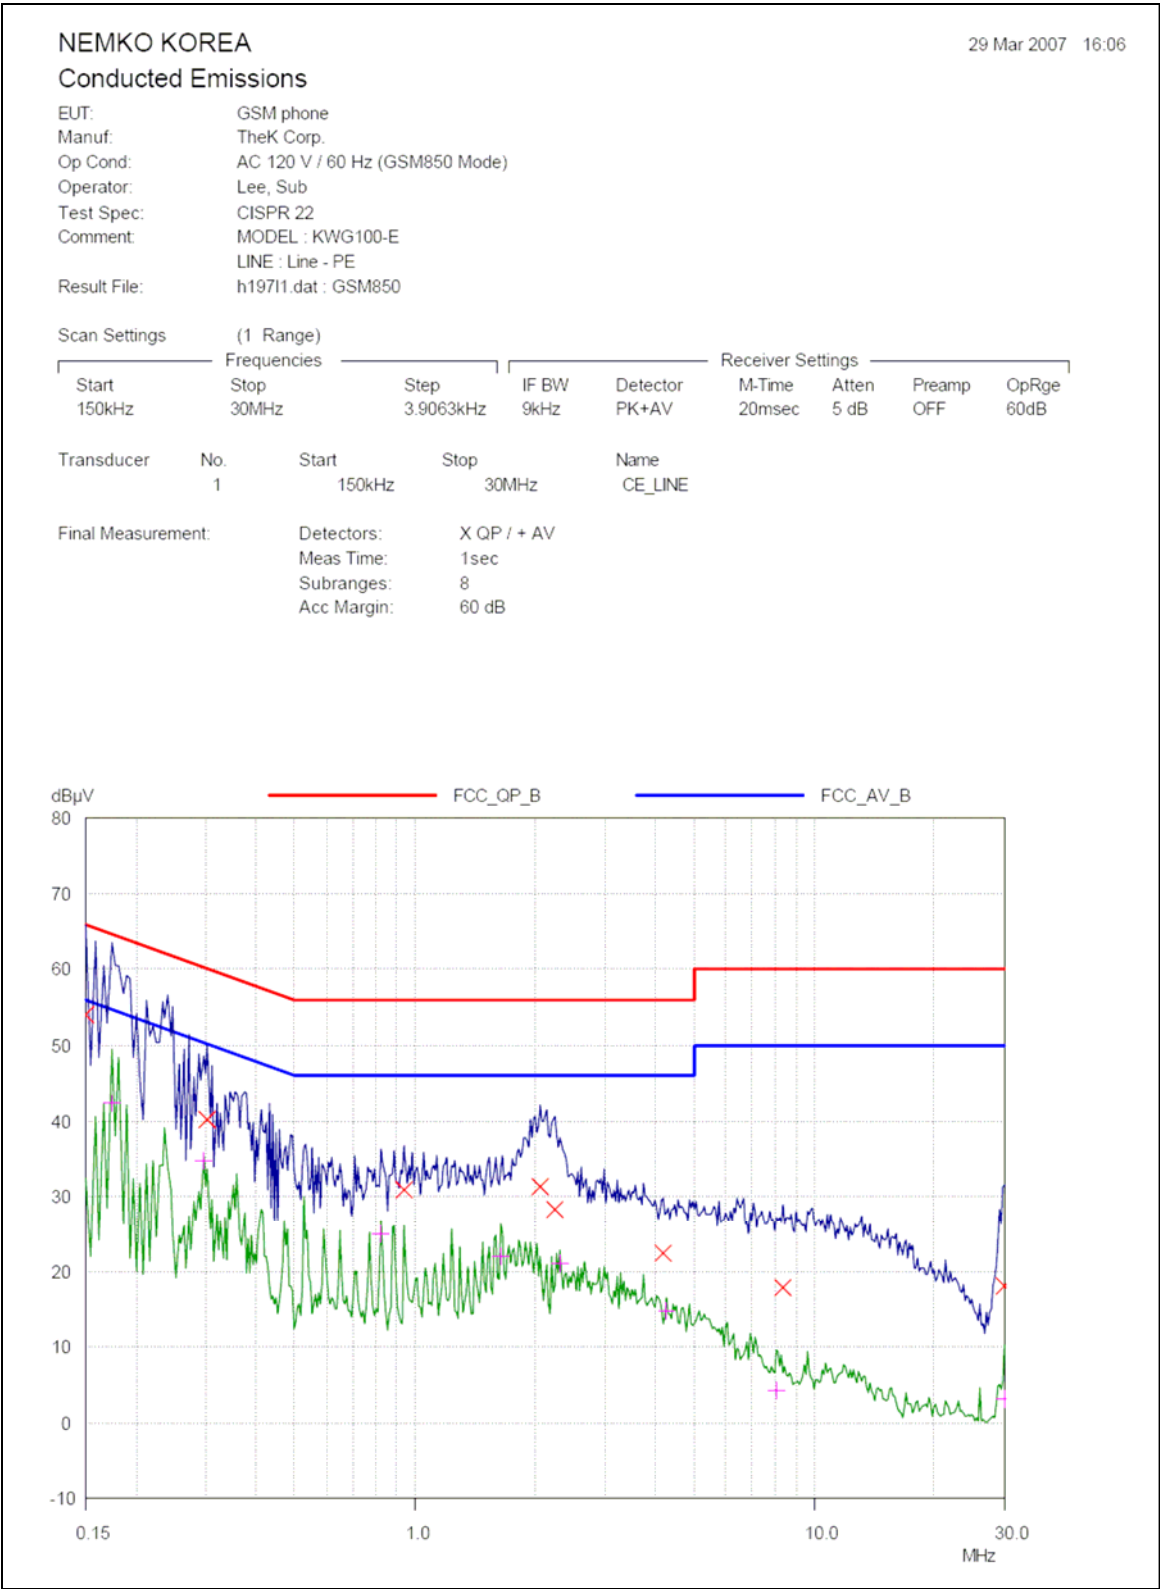 NEMKO KOREA 29 Mar 2007 16:06
Conducted Emissions
EUT: GSM phone
Manuf: TheK Corp.
Op Cond: AC 120 V / 60 Hz (GSM850 Mode)
Operator: Lee, Sub
Test Spec: CISPR 22
Comment: MODEL : KWG100-E
LINE : Line - PE
Result File: h197l1.dat : GSM850
Scan Settings (1 Range)
Frequencies Receiver Settings
Start Stop Step IF BW Detector M-Time Atten Preamp OpRge
150kHz 30MHz 3.9063kHz 9kHz PK+AV 20msec 5 dB OFF 60dB
Transducer No. Start Stop Name
1 150kHz 30MHz CE_LINE
Final Measurement: Detectors: X QP / + AV
Meas Time: 1sec
Subranges: 8
Acc Margin: 60 dB
dBµV FCC_QP_B FCC_AV_B
80
70
60
50
40
30
20
10
0
-10
0.15 1.0 10.0 30.0
MHz